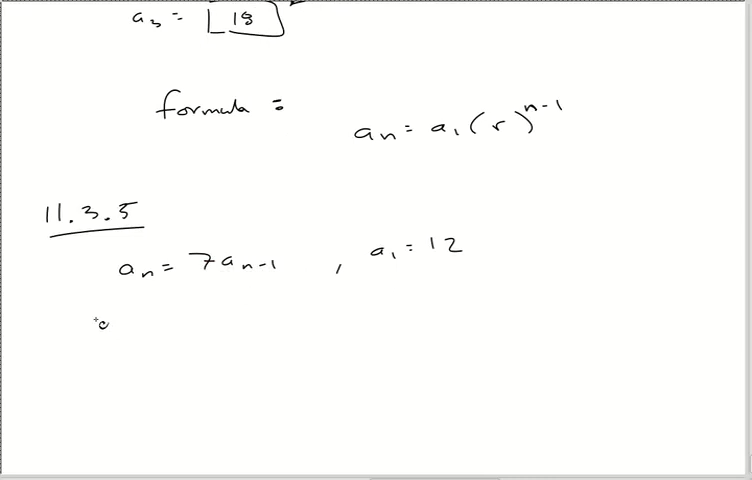 a₃ = 18
formula :
aₙ = a₁(r)ⁿ⁻¹
11.3.5
aₙ = 7aₙ₋₁ , a₁ = 12